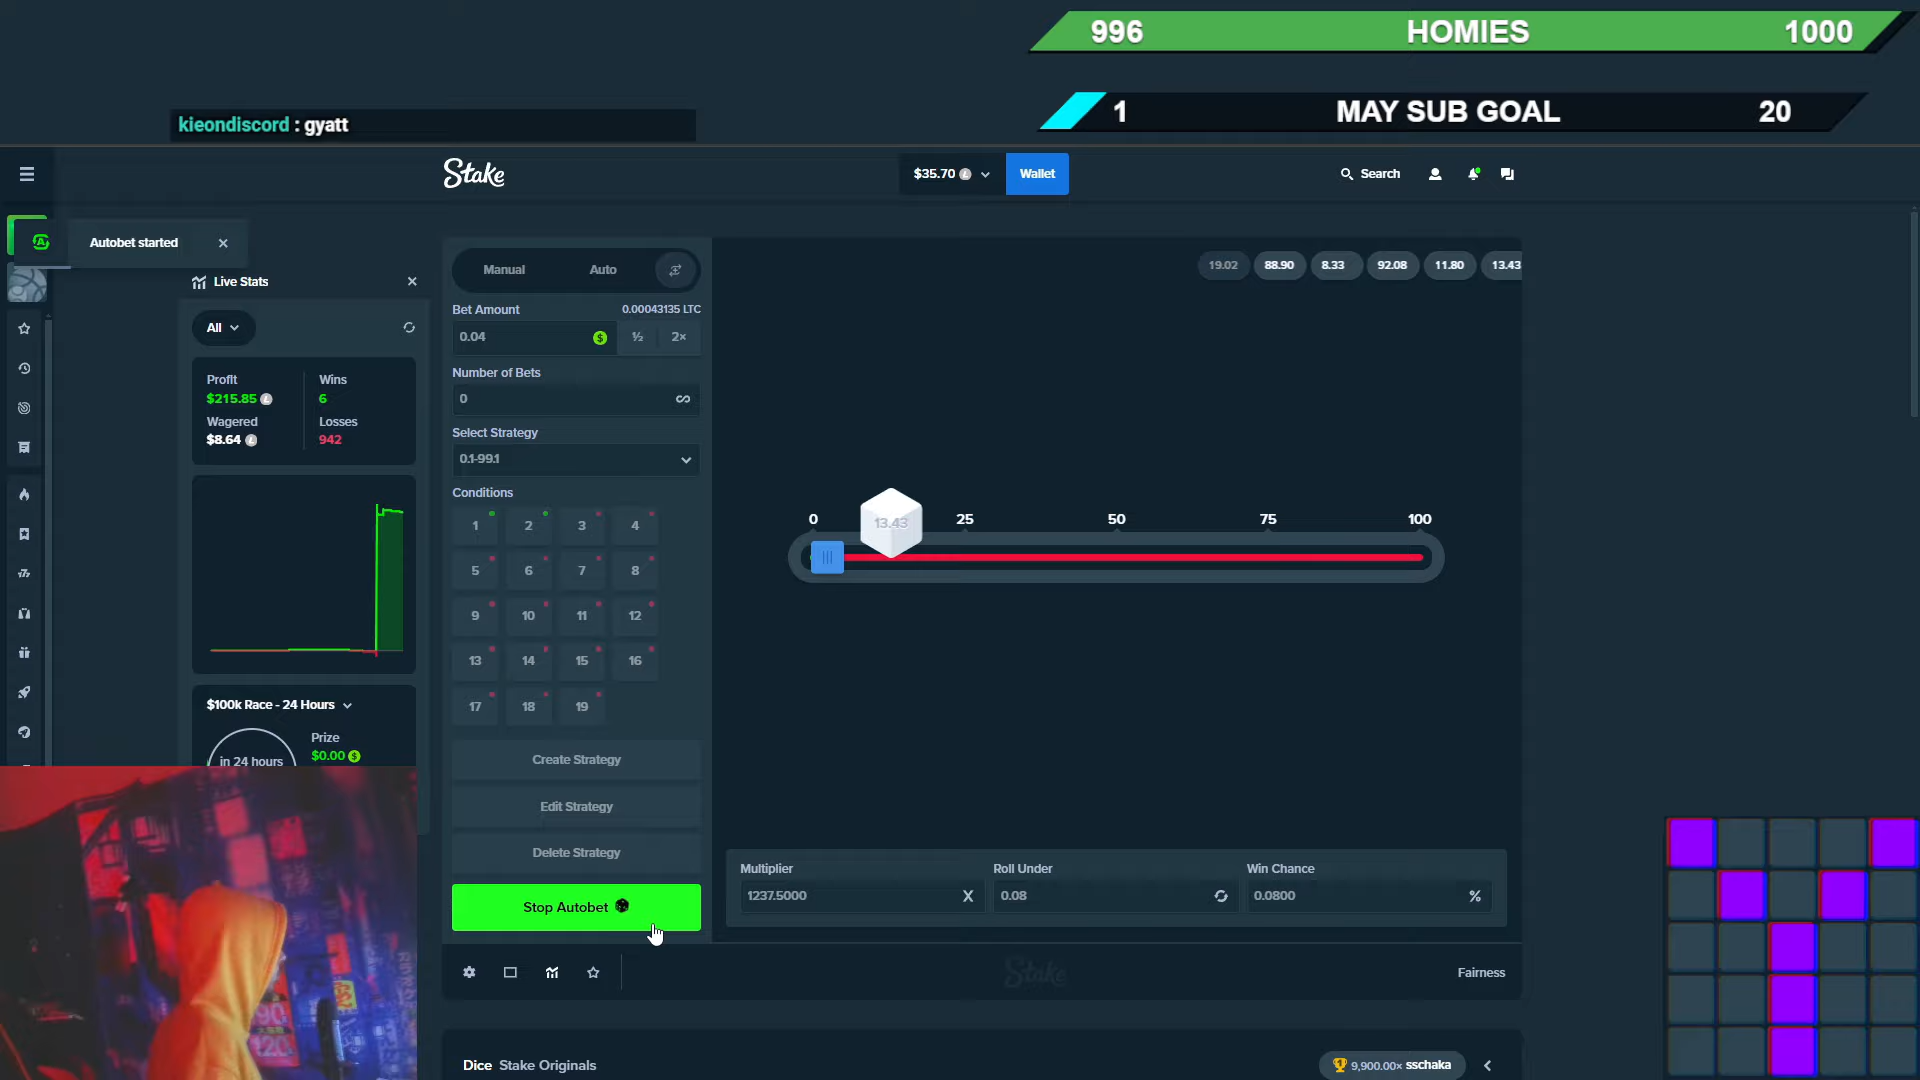 996 HOMIES 1000
1 MAY SUB GOAL 20
kieondiscord : gyatt
Stake
$35.70
Wallet
Search
Autobet started
Live Stats
All
Profit
$215.85
Wins
6
Wagered
$8.64
Losses
942
$100k Race - 24 Hours
in 24 hours
Prize
$0.00
Manual
Auto
Bet Amount
0.00043135 LTC
0.04
½
2×
Number of Bets
0
Select Strategy
0.1-99.1
Conditions
1 2 3 4
5 6 7 8
9 10 11 12
13 14 15 16
17 18 19
Create Strategy
Edit Strategy
Delete Strategy
Stop Autobet
19.02 88.90 8.33 92.08 11.80 13.43
0 25 50 75 100
13.43
Multiplier
1237.5000
Roll Under
0.08
Win Chance
0.0800
%
Stake
Fairness
Dice Stake Originals
9,900.00× sschaka